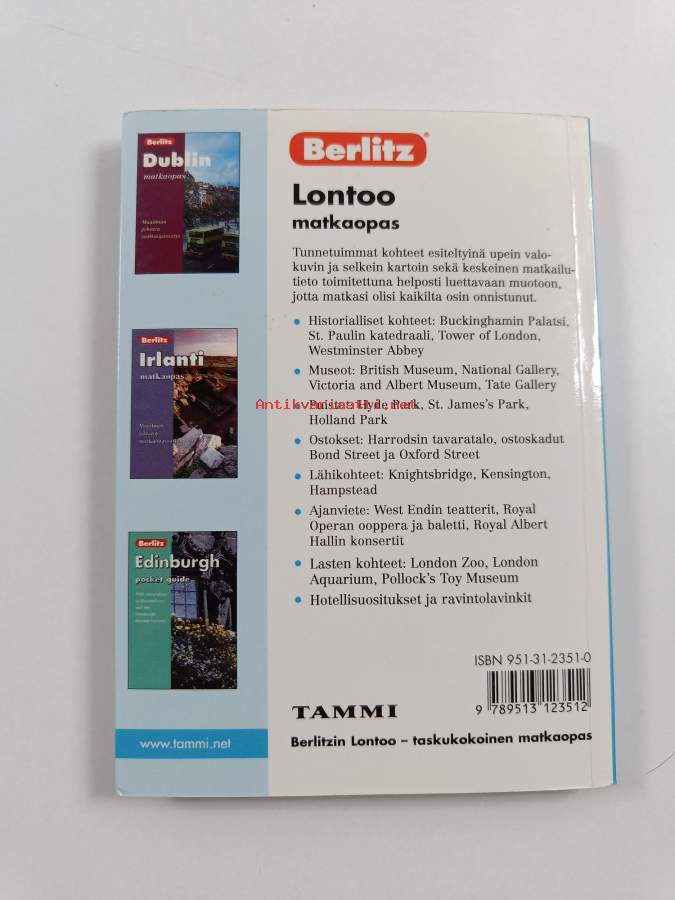 Berlitz
Dublin
matkaopas
Berlitz
Irlanti
matkaopas
Berlitz
Edinburgh
pocket guide
www.tammi.net
Berlitz®
Lontoo
matkaopas
Tunnetuimmat kohteet esiteltyinä upein valo-
kuvin ja selkein kartoin sekä keskeinen matkailu-
tieto toimitettuna helposti luettavaan muotoon,
jotta matkasi olisi kaikilta osin onnistunut.
• Historialliset kohteet: Buckinghamin Palatsi,
St. Paulin katedraali, Tower of London,
Westminster Abbey
• Museot: British Museum, National Gallery,
Victoria and Albert Museum, Tate Gallery
• Puistot: Hyde Park, St. James's Park,
Antikvariaatti.net
Holland Park
• Ostokset: Harrodsin tavaratalo, ostoskadut
Bond Street ja Oxford Street
• Lähikohteet: Knightsbridge, Kensington,
Hampstead
• Ajanviete: West Endin teatterit, Royal
Operan ooppera ja baletti, Royal Albert
Hallin konsertit
• Lasten kohteet: London Zoo, London
Aquarium, Pollock's Toy Museum
• Hotellisuositukset ja ravintolavinkit
ISBN 951-31-2351-0
9 789513 123512
TAMMI
Berlitzin Lontoo – taskukokoinen matkaopas